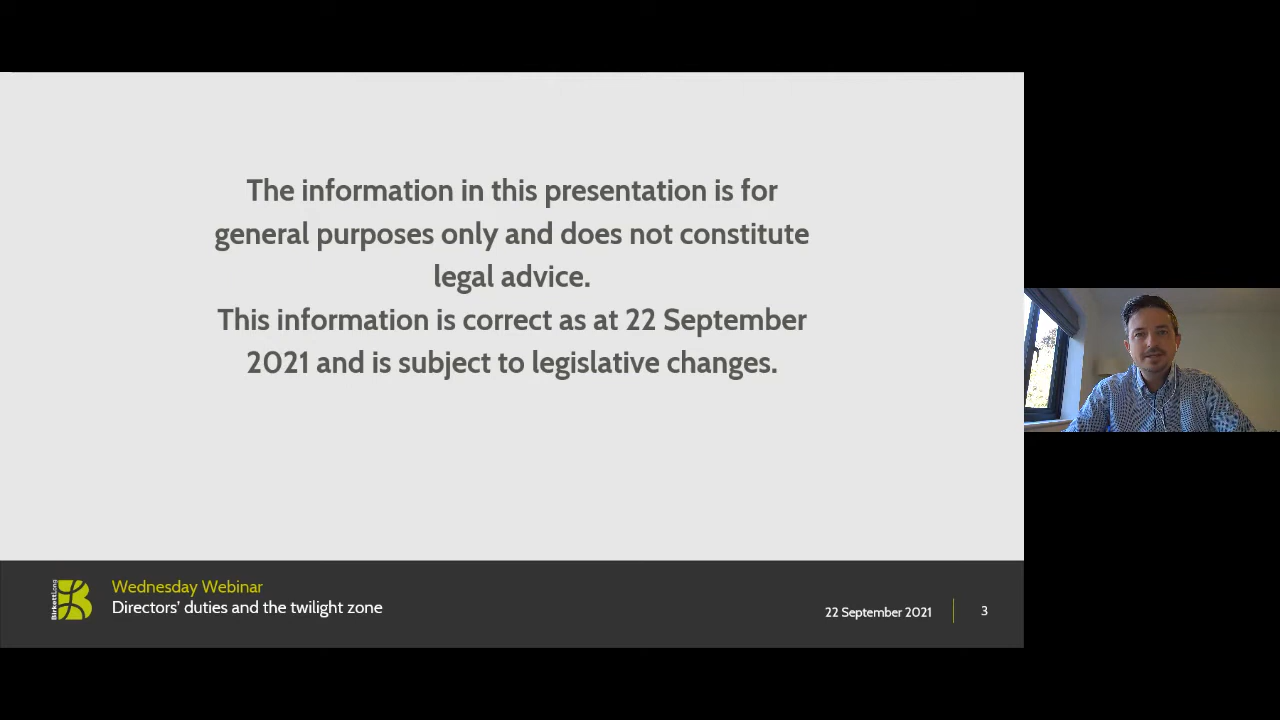 The information in this presentation is for
general purposes only and does not constitute
legal advice.
This information is correct as at 22 September
2021 and is subject to legislative changes.
BirkettLong
Wednesday Webinar
Directors' duties and the twilight zone
22 September 2021
3